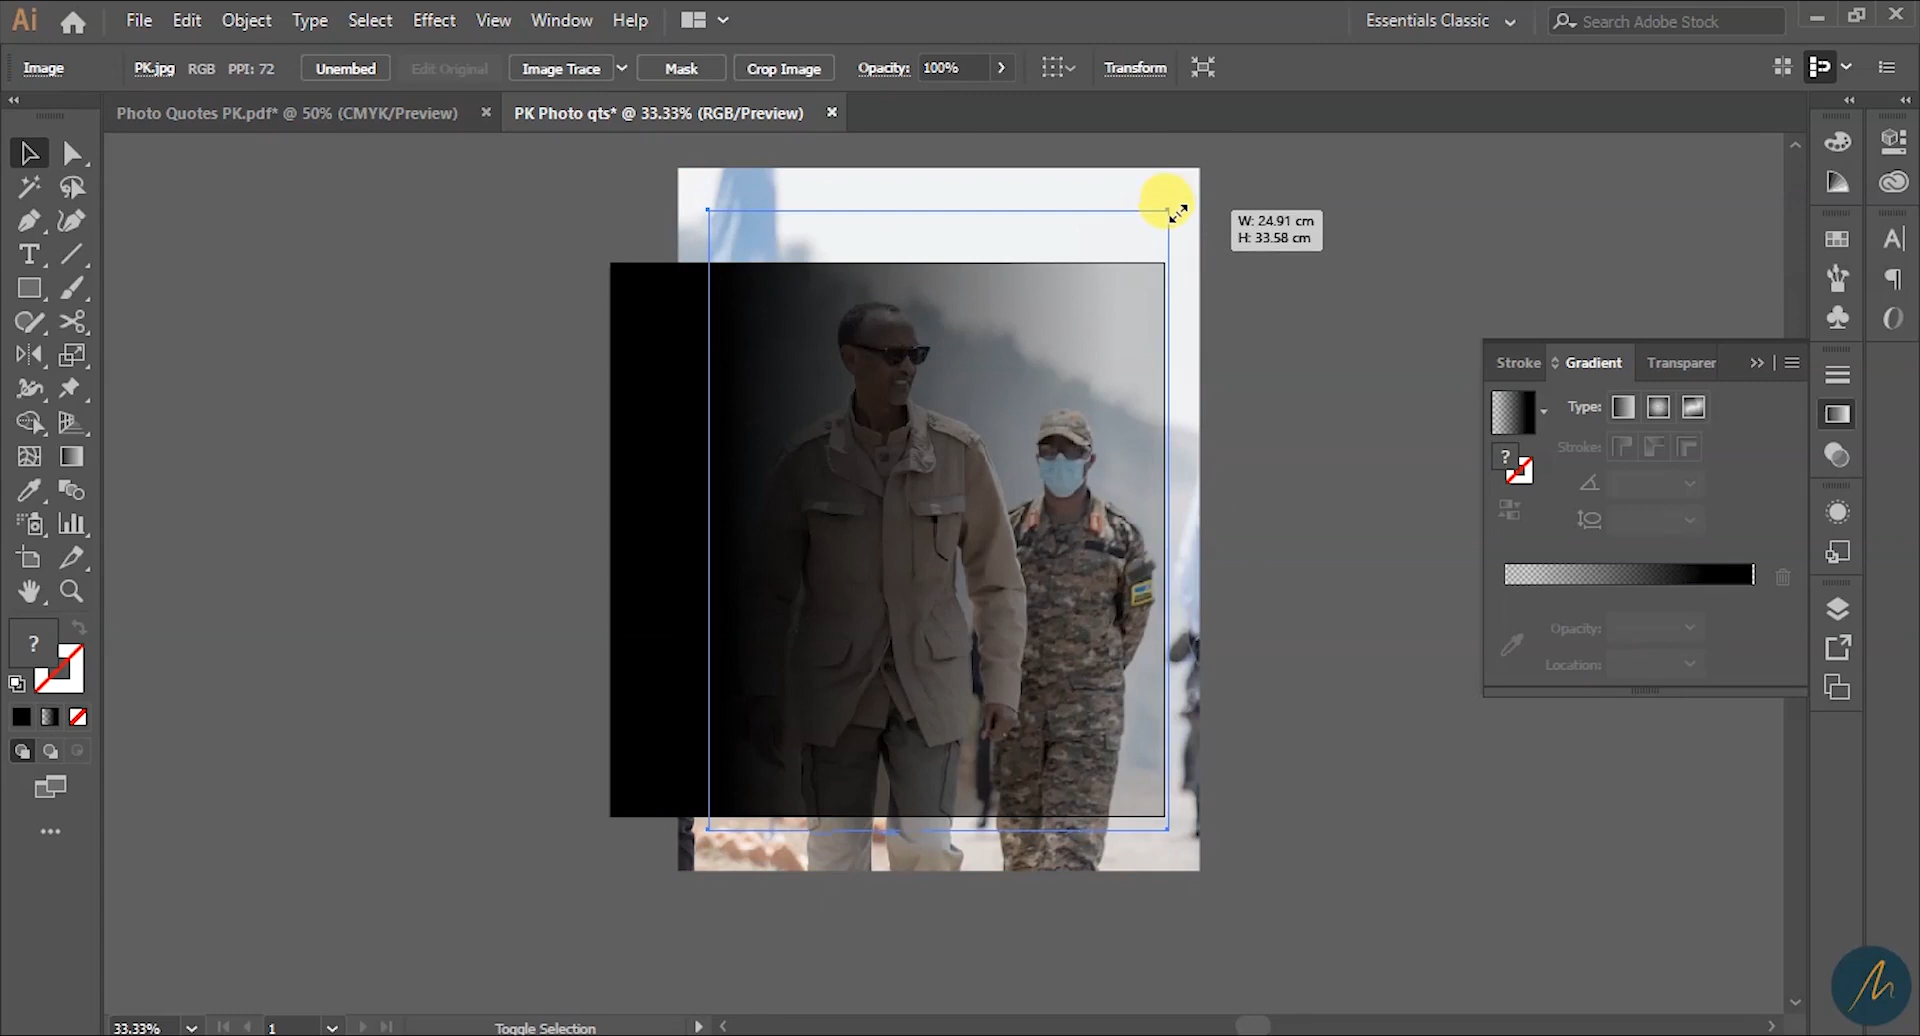 Ai File Edit Object Type Select Effect View Window Help Essentials Classic Search Adobe Stock
Image PK.jpg RGB PPI: 72 Unembed Edit Original Image Trace Mask Crop Image Opacity: 100% Transform
Photo Quotes PK.pdf* @ 50% (CMYK/Preview) PK Photo qts* @ 33.33% (RGB/Preview)
W: 24.91 cm
H: 33.58 cm
Stroke Gradient Transparer
Type:
Stroke:
Opacity:
Location:
?
?
33.33% 1 Toggle Selection